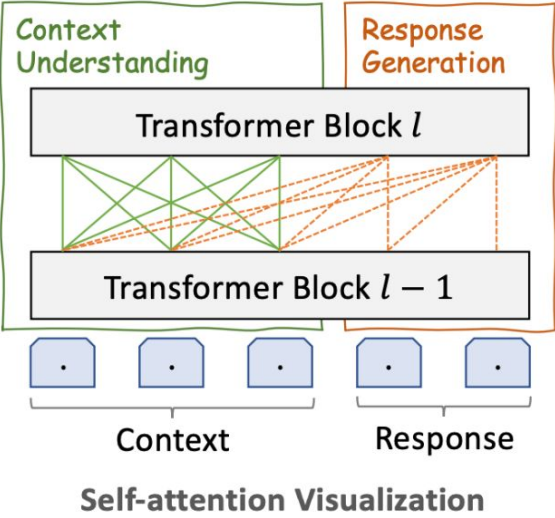 Context
Understanding
Response
Generation
Transformer Block l
Transformer Block l − 1
Context
Response
Self-attention Visualization